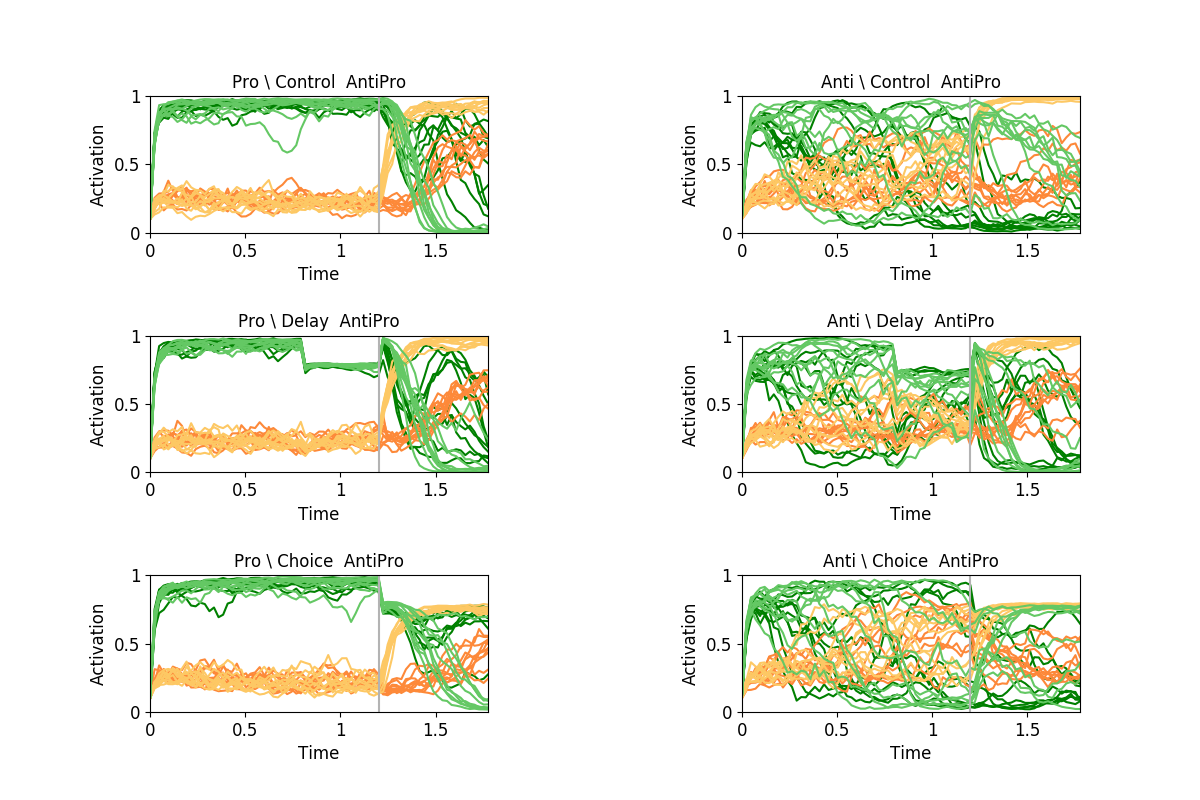 Pro \ Control  AntiPro
Activation
1
0.5
0
0
0.5
1
1.5
Time
Anti \ Control  AntiPro
Activation
1
0.5
0
0
0.5
1
1.5
Time
Pro \ Delay  AntiPro
Activation
1
0.5
0
0
0.5
1
1.5
Time
Anti \ Delay  AntiPro
Activation
1
0.5
0
0
0.5
1
1.5
Time
Pro \ Choice  AntiPro
Activation
1
0.5
0
0
0.5
1
1.5
Time
Anti \ Choice  AntiPro
Activation
1
0.5
0
0
0.5
1
1.5
Time